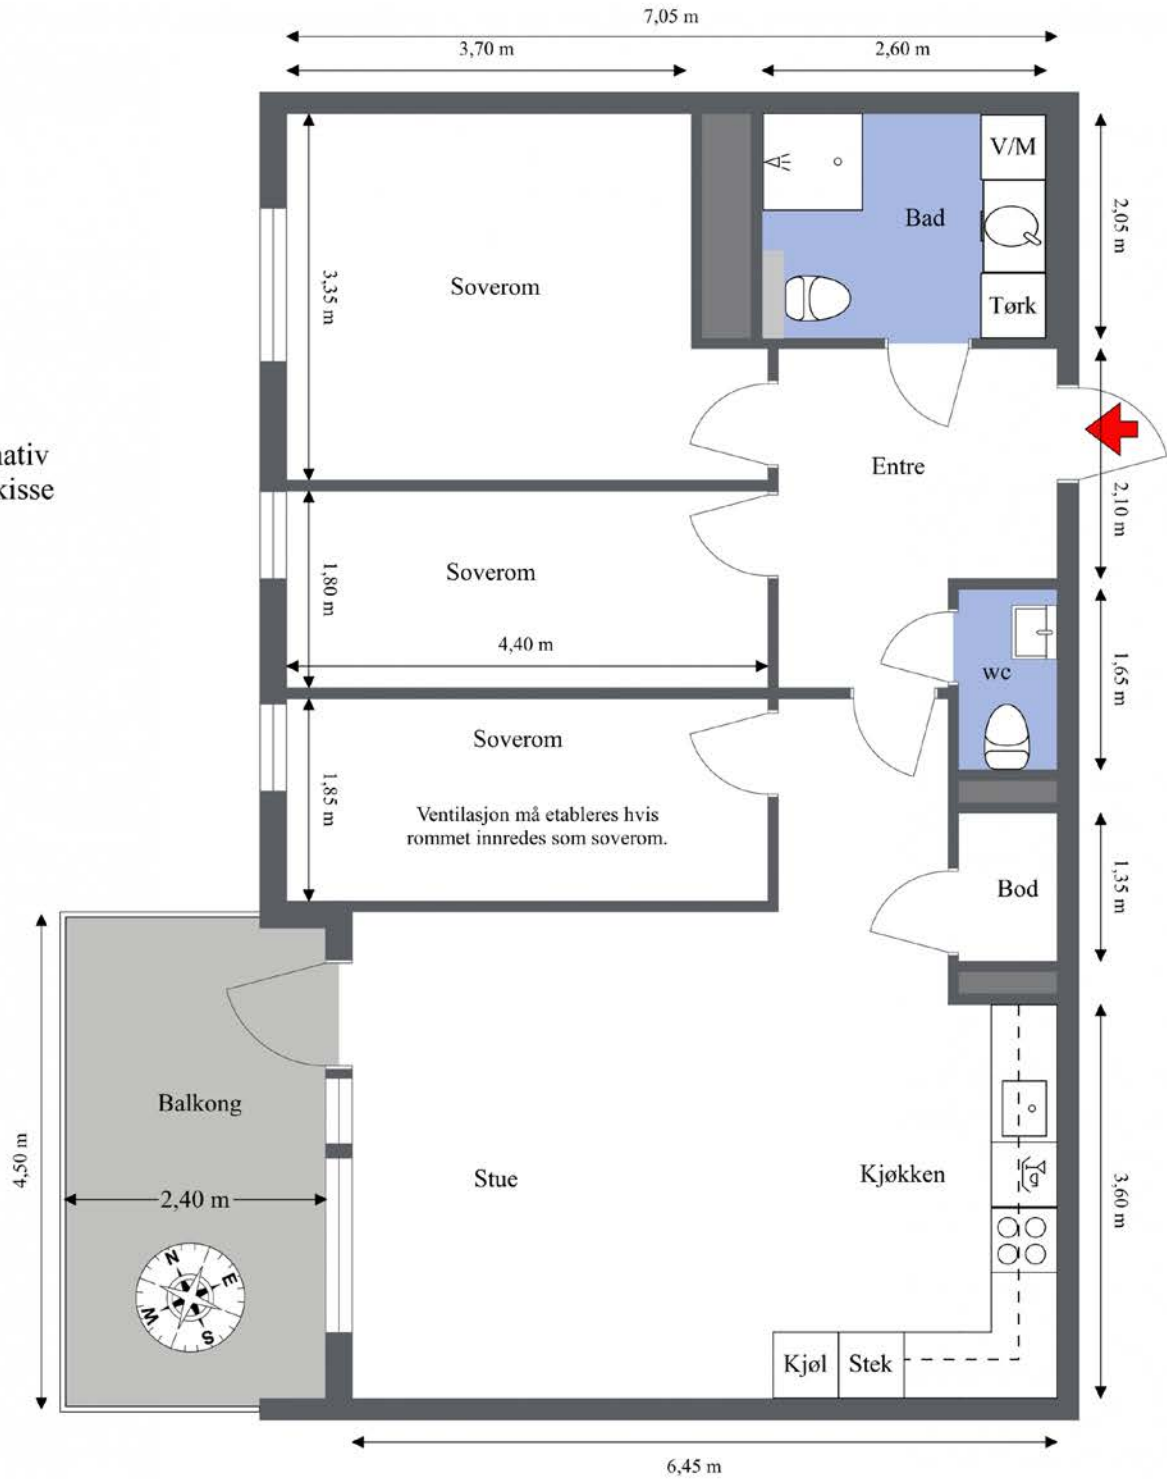 7,05 m
3,70 m
2,60 m
V/M
2,05 m
Bad
3,35 m
Soverom
Tørk
ativ
kisse
Entre
2,10 m
Soverom
1,80 m
4,40 m
wc
1,65 m
Soverom
1,85 m
Ventilasjon må etableres hvis
rommet innredes som soverom.
Bod
1,35 m
Balkong
4,50 m
2,40 m
Stue
Kjøkken
3,60 m
N
E
W
S
Kjøl
Stek
6,45 m